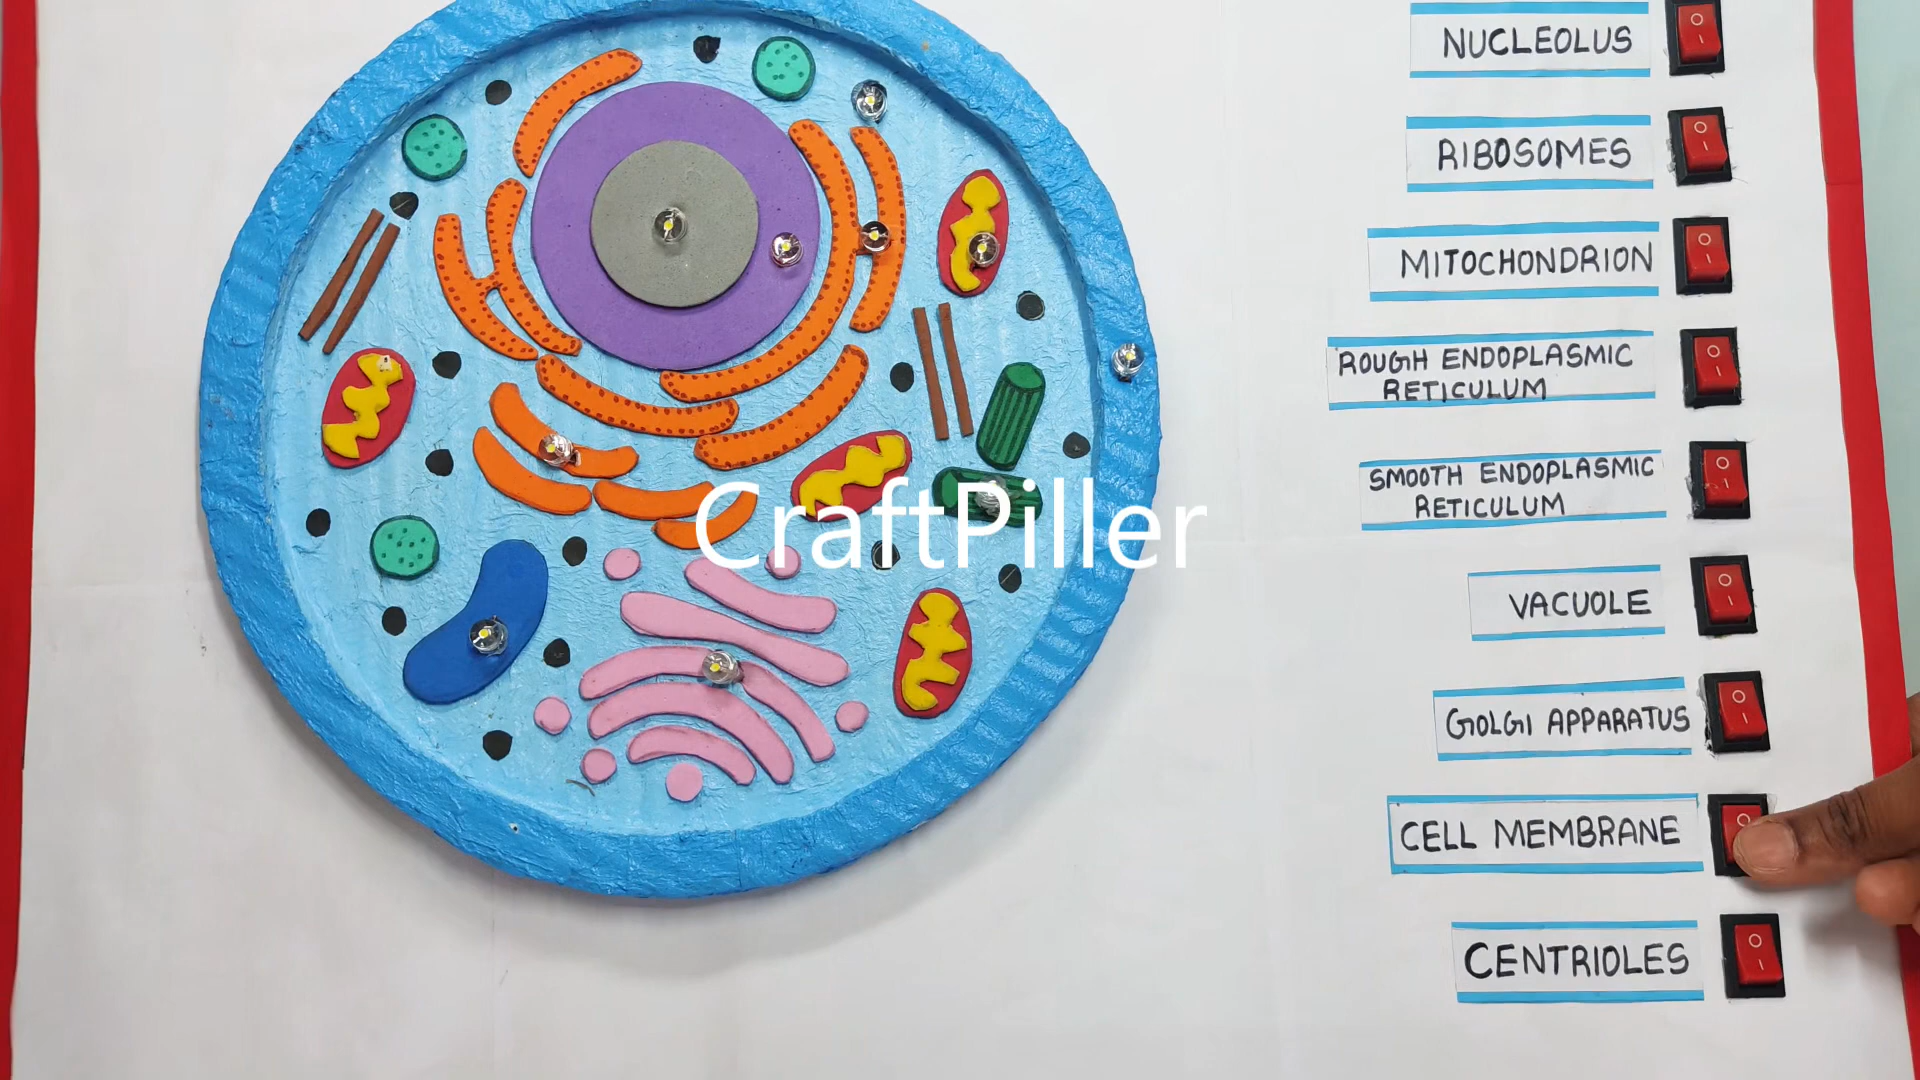 NUCLEOLUS
RIBOSOMES
MITOCHONDRION
ROUGH ENDOPLASMIC
RETICULUM
SMOOTH ENDOPLASMIC
RETICULUM
CraftPiller
VACUOLE
GOLGI APPARATUS
CELL MEMBRANE
CENTRIOLES